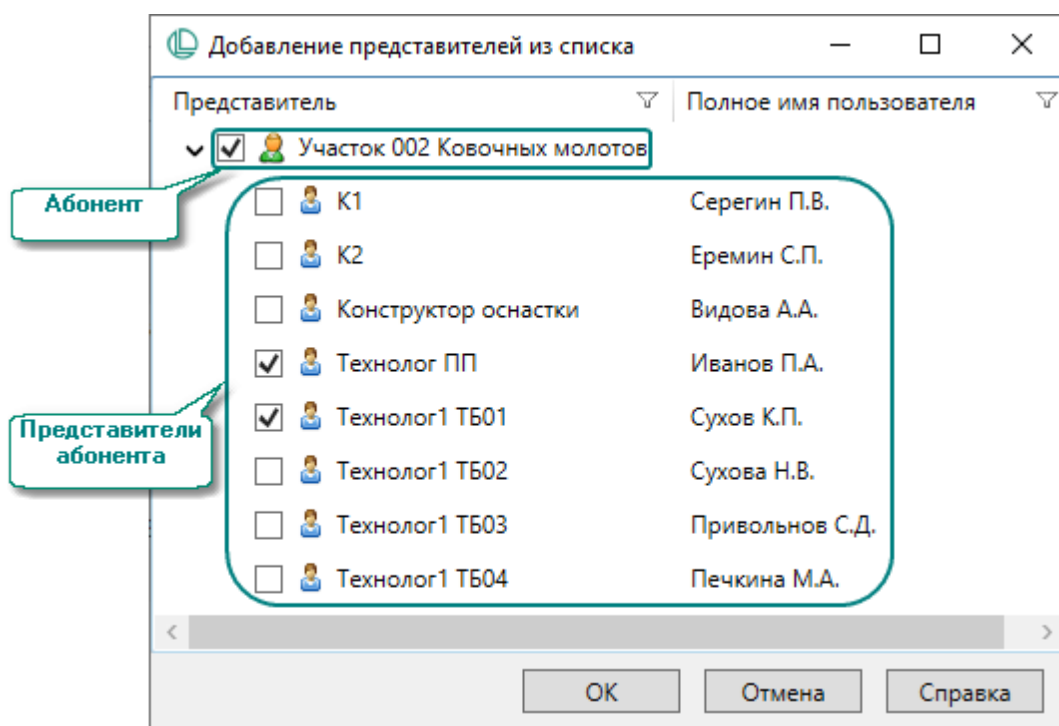 Добавление представителей из списка
Представитель Полное имя пользователя
Участок 002 Ковочных молотов
Абонент
К1 Серегин П.В.
К2 Еремин С.П.
Конструктор оснастки Видова А.А.
Технолог ПП Иванов П.А.
Технолог1 ТБ01 Сухов К.П.
Представители
абонента
Технолог1 ТБ02 Сухова Н.В.
Технолог1 ТБ03 Привольнов С.Д.
Технолог1 ТБ04 Печкина М.А.
ОК Отмена Справка